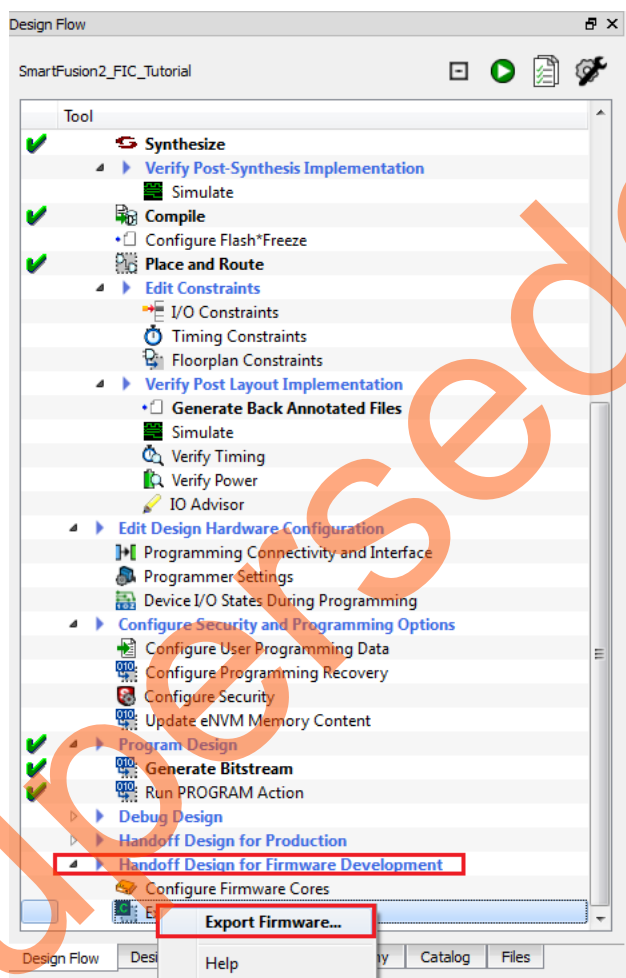 Design Flow
SmartFusion2_FIC_Tutorial
Tool
Synthesize
Verify Post-Synthesis Implementation
Simulate
Compile
Configure Flash*Freeze
Place and Route
Edit Constraints
I/O Constraints
Timing Constraints
Floorplan Constraints
Verify Post Layout Implementation
Generate Back Annotated Files
Simulate
Verify Timing
Verify Power
IO Advisor
Edit Design Hardware Configuration
Programming Connectivity and Interface
Programmer Settings
Device I/O States During Programming
Configure Security and Programming Options
Configure User Programming Data
Configure Programming Recovery
Configure Security
Update eNVM Memory Content
Program Design
Generate Bitstream
Run PROGRAM Action
Debug Design
Handoff Design for Production
Handoff Design for Firmware Development
Configure Firmware Cores
Export Firmware...
Help
Design Flow Catalog Files